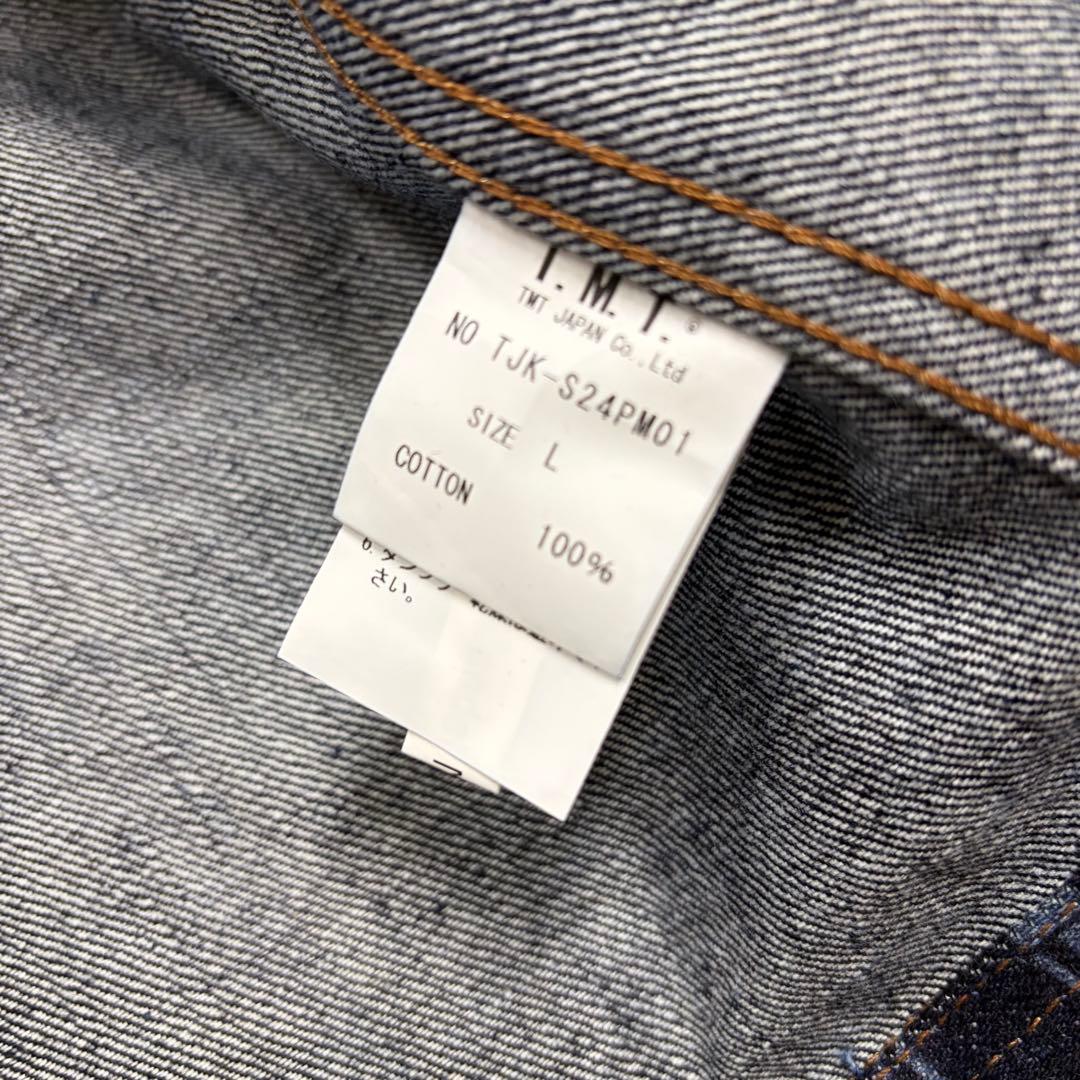 T.M.T.®
TMT JAPAN Co.,Ltd
NO TJK-S24PM01
SIZE L
COTTON
100%
さい。